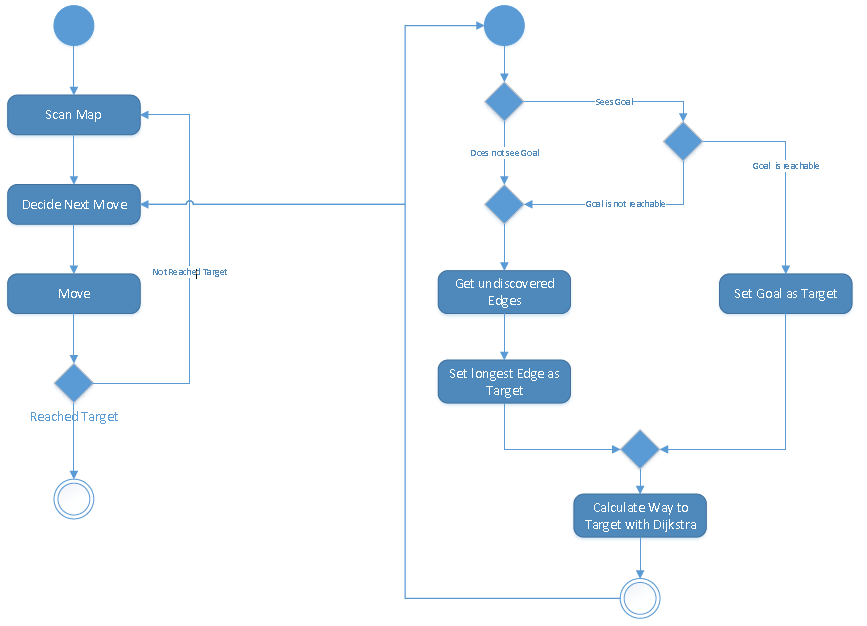 Scan Map
Decide Next Move
Move
Not Reached Target
Reached Target
Sees Goal
Does not see Goal
Goal is reachable
Goal is not reachable
Get undiscovered
Edges
Set Goal as Target
Set longest Edge as
Target
Calculate Way to
Target with Dijkstra